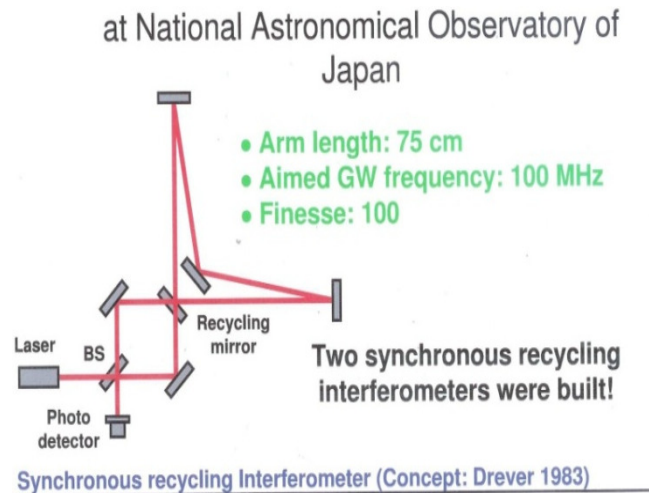 at National Astronomical Observatory of
Japan
• Arm length: 75 cm
• Aimed GW frequency: 100 MHz
• Finesse: 100
Recycling
mirror
Laser
BS
Two synchronous recycling
interferometers were built!
Photo
detector
Synchronous recycling Interferometer (Concept: Drever 1983)